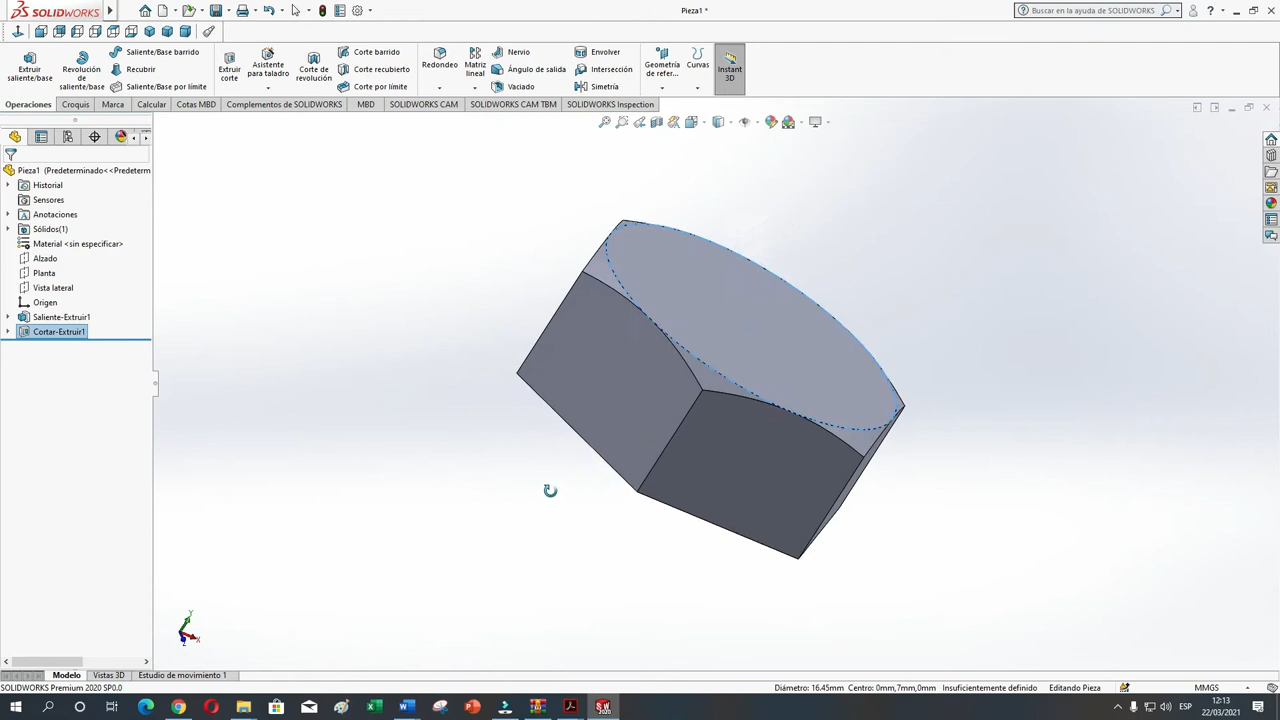 SOLIDWORKS
Pieza1 *
Buscar en la ayuda de SOLIDWORKS
Extruir saliente/base
Revolución de saliente/base
Saliente/Base barrido
Recubrir
Saliente/Base por límite
Extruir corte
Asistente para taladro
Corte de revolución
Corte barrido
Corte recubierto
Corte por límite
Redondeo
Matriz lineal
Nervio
Ángulo de salida
Vaciado
Envolver
Intersección
Simetría
Geometría de refer...
Curvas
Instant 3D
Operaciones
Croquis
Marca
Calcular
Cotas MBD
Complementos de SOLIDWORKS
MBD
SOLIDWORKS CAM
SOLIDWORKS CAM TBM
SOLIDWORKS Inspection
Pieza1 (Predeterminado<<Predeterm
Historial
Sensores
Anotaciones
Sólidos(1)
Material <sin especificar>
Alzado
Planta
Vista lateral
Origen
Saliente-Extruir1
Cortar-Extruir1
Y
X
Z
Modelo
Vistas 3D
Estudio de movimiento 1
SOLIDWORKS Premium 2020 SP0.0
Diámetro: 16.45mm Centro: 0mm,7mm,0mm
Insuficientemente definido
Editando Pieza
MMGS
ESP
12:13
22/03/2021